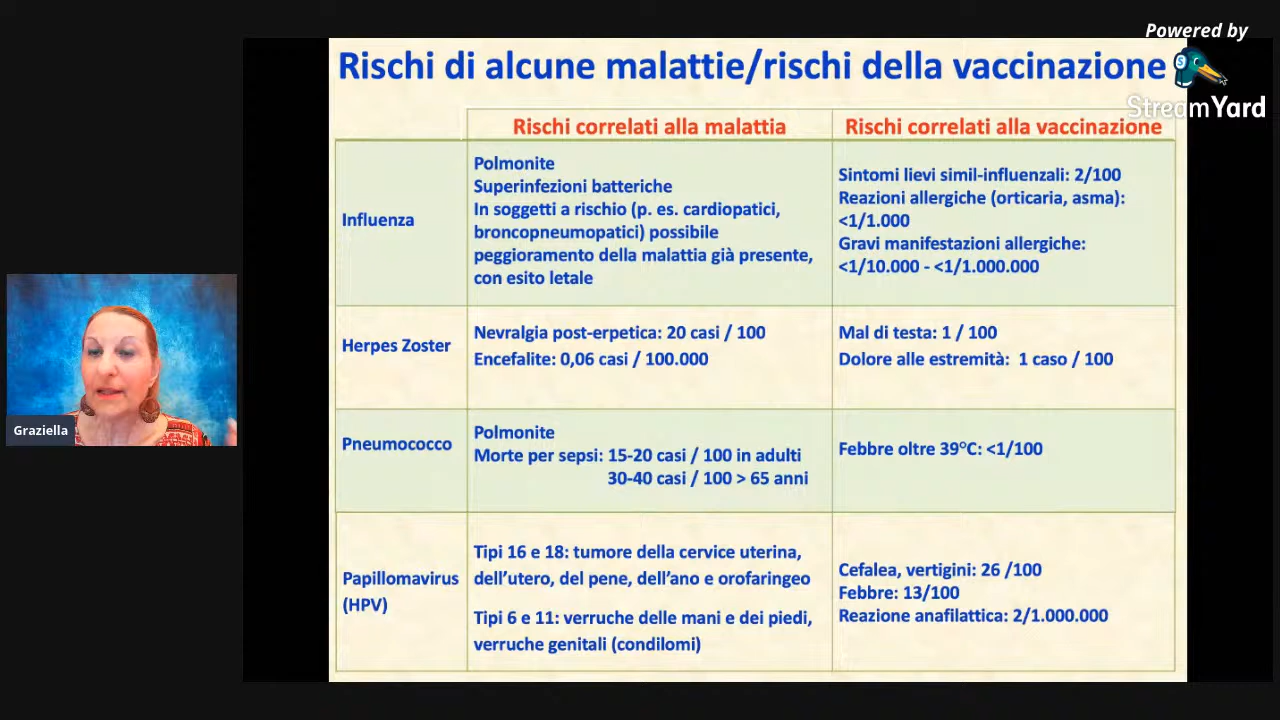 Powered by
StreamYard
Rischi di alcune malattie/rischi della vaccinazione
Rischi correlati alla malattia
Rischi correlati alla vaccinazione
Influenza
Polmonite
Superinfezioni batteriche
In soggetti a rischio (p. es. cardiopatici,
broncopneumopatici) possibile
peggioramento della malattia già presente,
con esito letale
Sintomi lievi simil-influenzali: 2/100
Reazioni allergiche (orticaria, asma):
<1/1.000
Gravi manifestazioni allergiche:
<1/10.000 - <1/1.000.000
Herpes Zoster
Nevralgia post-erpetica: 20 casi / 100
Encefalite: 0,06 casi / 100.000
Mal di testa: 1 / 100
Dolore alle estremità: 1 caso / 100
Pneumococco
Polmonite
Morte per sepsi: 15-20 casi / 100 in adulti
30-40 casi / 100 > 65 anni
Febbre oltre 39°C: <1/100
Papillomavirus
(HPV)
Tipi 16 e 18: tumore della cervice uterina,
dell'utero, del pene, dell'ano e orofaringeo
Tipi 6 e 11: verruche delle mani e dei piedi,
verruche genitali (condilomi)
Cefalea, vertigini: 26 /100
Febbre: 13/100
Reazione anafilattica: 2/1.000.000
Graziella